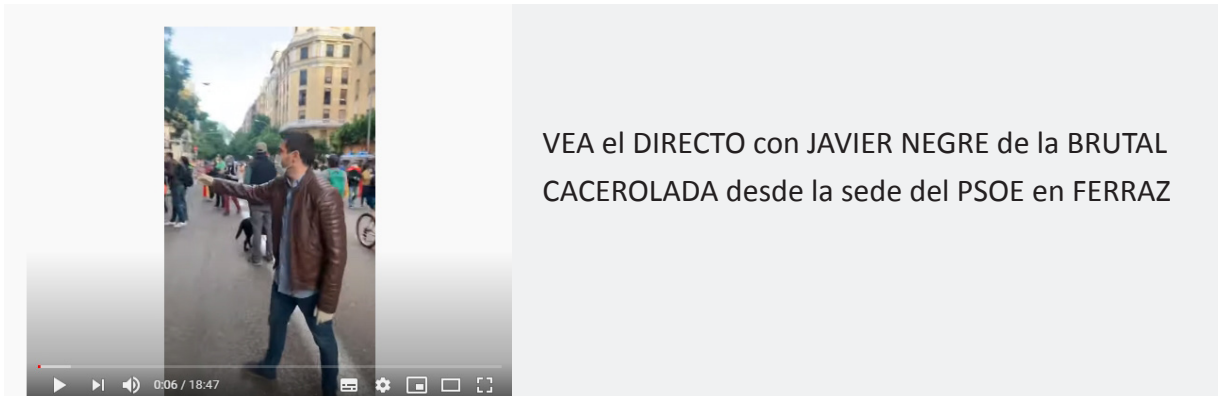 VEA el DIRECTO con JAVIER NEGRE de la BRUTAL
CACEROLADA desde la sede del PSOE en FERRAZ
0:06 / 18:47